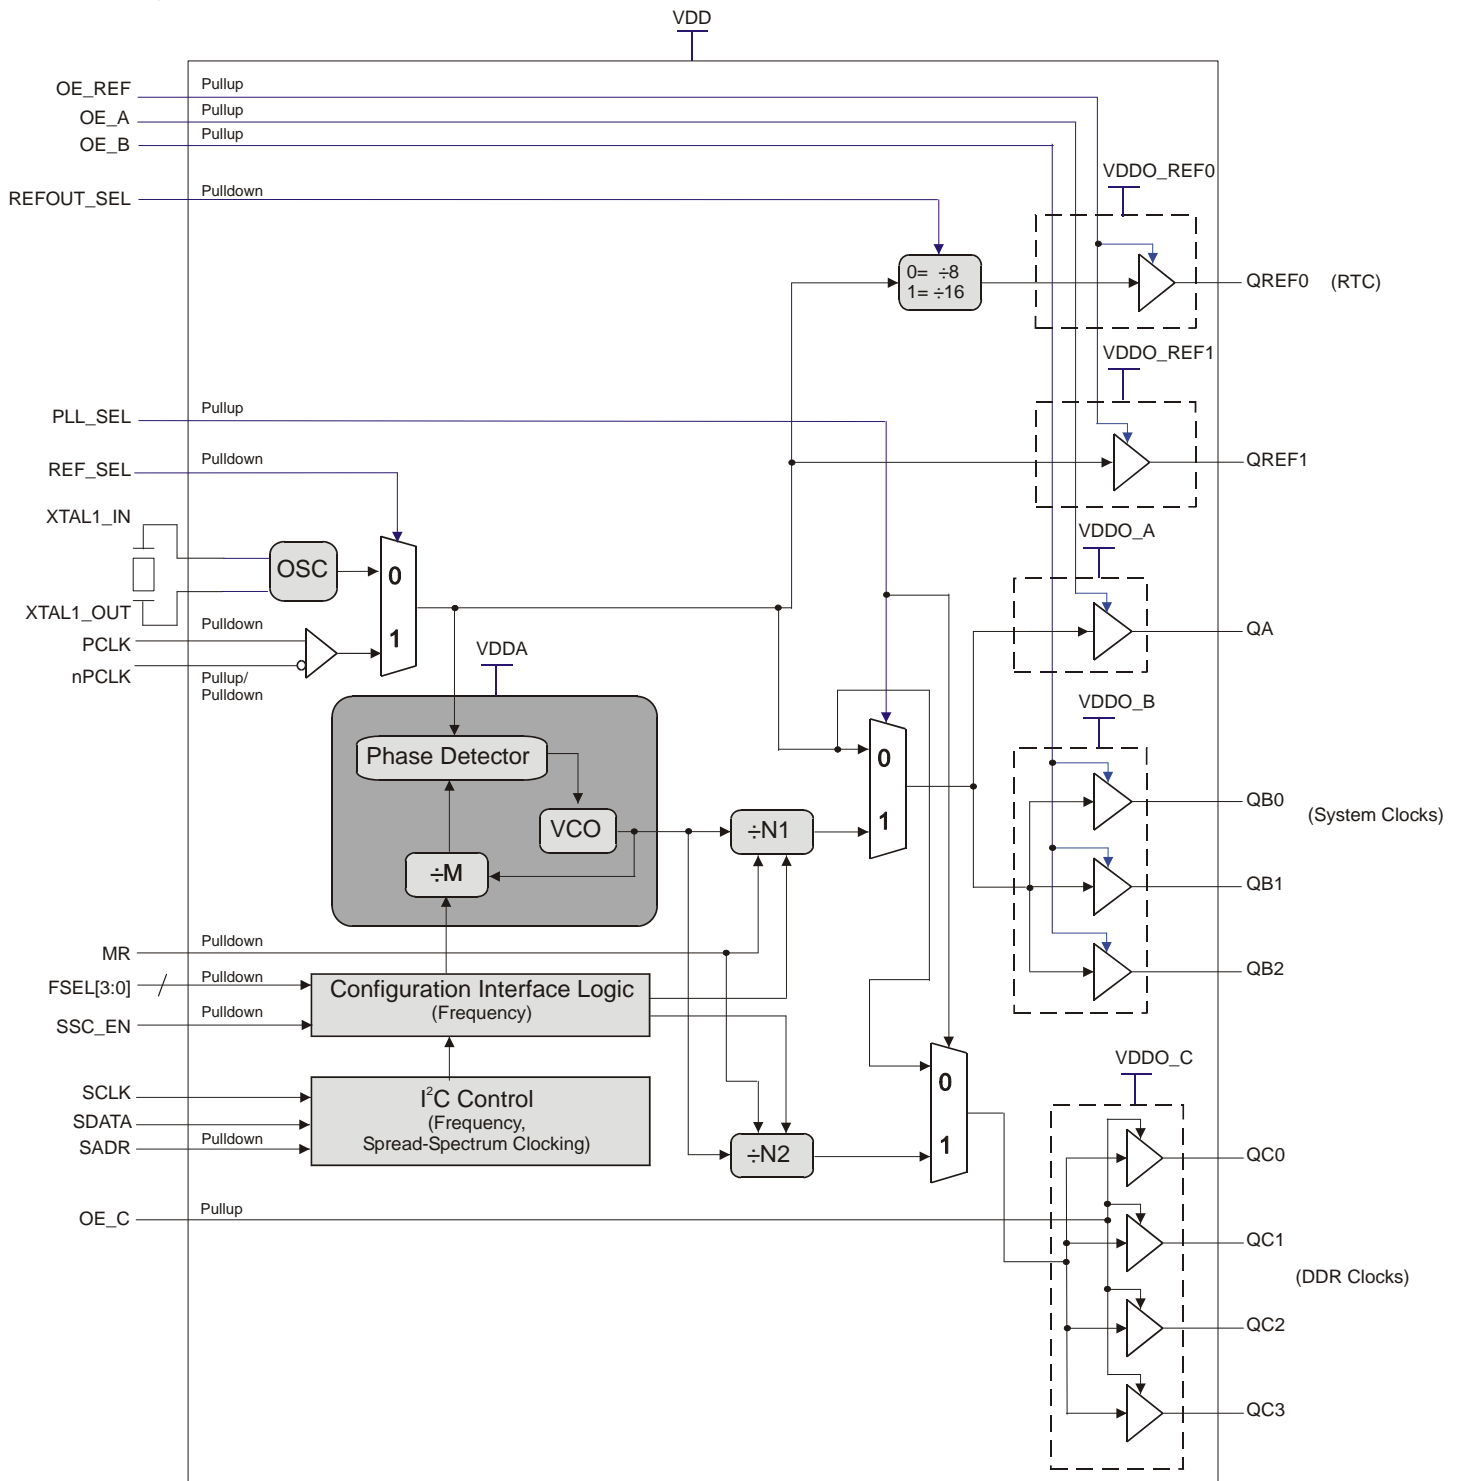 VDD
OE_REF
Pullup
OE_A
Pullup
OE_B
Pullup
REFOUT_SEL
Pulldown
VDDO_REF0
0= ÷8
1= ÷16
QREF0 (RTC)
VDDO_REF1
PLL_SEL
Pullup
REF_SEL
Pulldown
QREF1
XTAL1_IN
OSC
0
1
XTAL1_OUT
PCLK
Pulldown
nPCLK
Pullup/
Pulldown
VDDO_A
QA
VDDA
Phase Detector
VCO
÷M
÷N1
0
1
VDDO_B
QB0
QB1
QB2
(System Clocks)
MR
Pulldown
FSEL[3:0]
Pulldown
SSC_EN
Pulldown
Configuration Interface Logic
(Frequency)
SCLK
SDATA
SADR
Pulldown
I²C Control
(Frequency,
Spread-Spectrum Clocking)
÷N2
0
1
VDDO_C
OE_C
Pullup
QC0
QC1
(DDR Clocks)
QC2
QC3